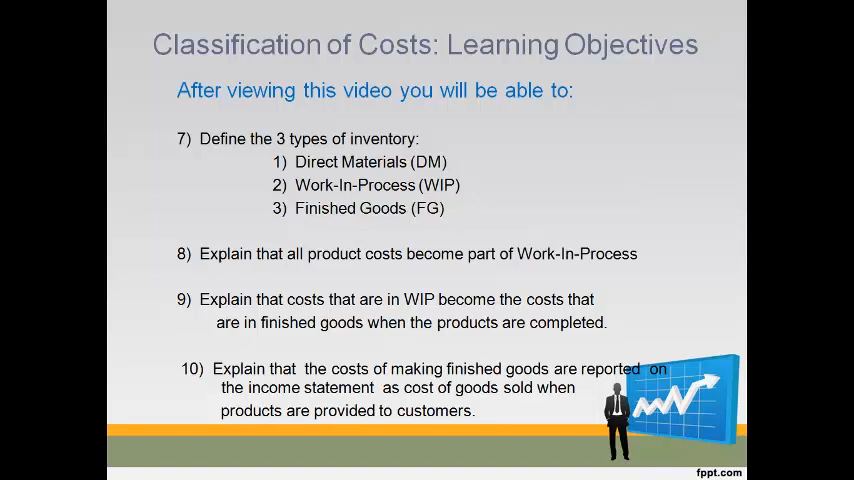 Classification of Costs: Learning Objectives
After viewing this video you will be able to:
7) Define the 3 types of inventory:
1) Direct Materials (DM)
2) Work-In-Process (WIP)
3) Finished Goods (FG)
8) Explain that all product costs become part of Work-In-Process
9) Explain that costs that are in WIP become the costs that
are in finished goods when the products are completed.
10) Explain that the costs of making finished goods are reported on
the income statement as cost of goods sold when
products are provided to customers.
fppt.com